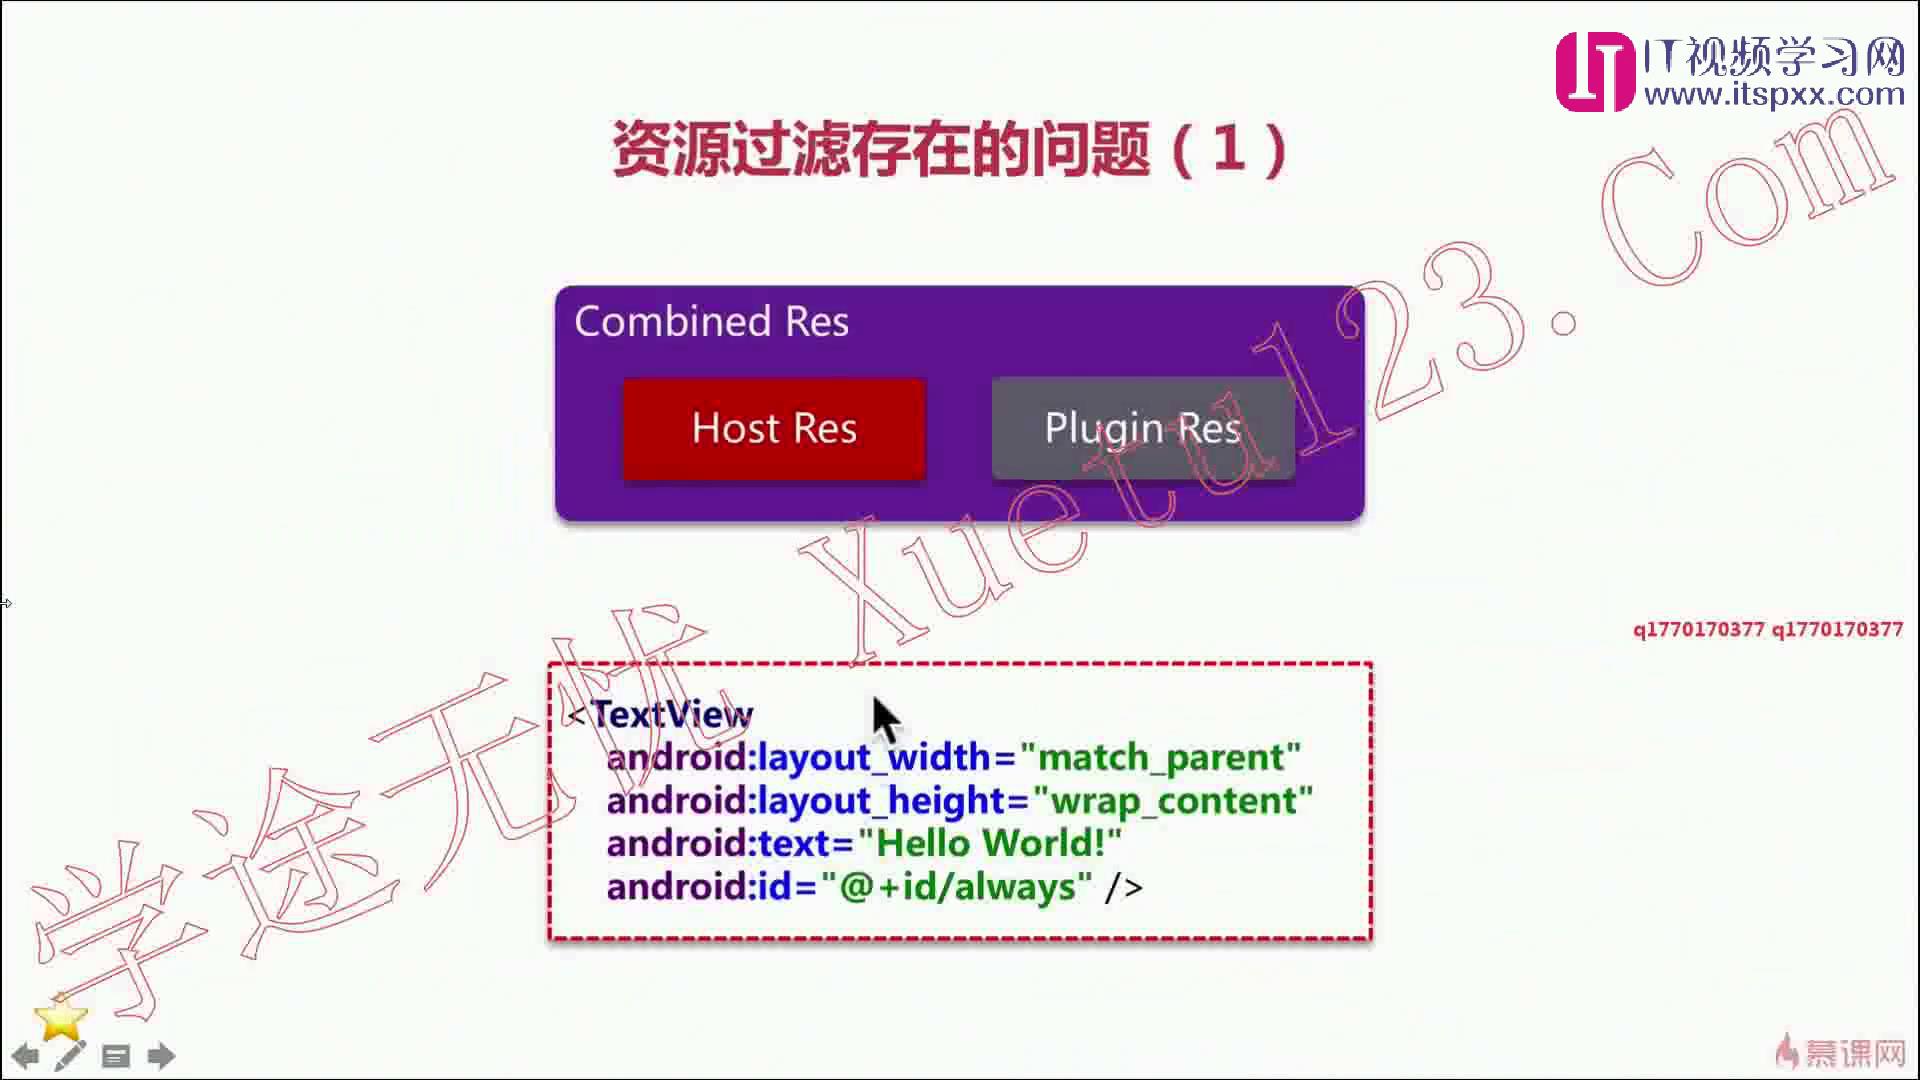 IT视频学习网
www.itspxx.com
资源过滤存在的问题（1）
Combined Res
Host Res
Plugin Res
学途无忧 Xuetu123.Com
q1770170377 q1770170377
<TextView
android:layout_width="match_parent"
android:layout_height="wrap_content"
android:text="Hello World!"
android:id="@+id/always" />
慕课网